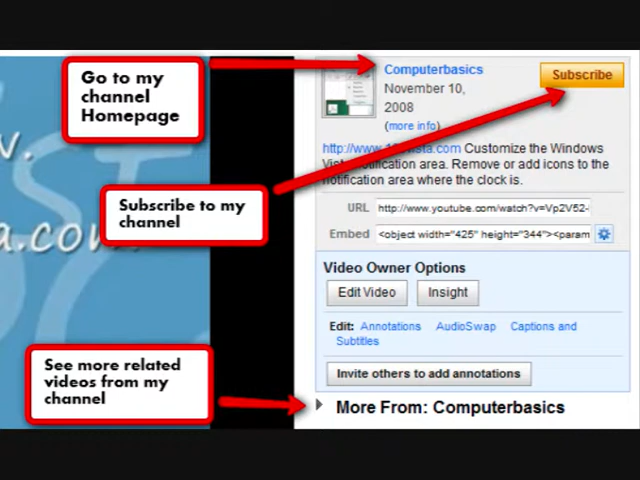 Go to my
channel
Homepage
Computerbasics
Subscribe
November 10,
2008
(more info)
Customize the Windows
notification area. Remove or add icons to the
notification area where the clock is.
Subscribe to my
channel
URL http://www.youtube.com/watch?v=Vp2V52-
Embed <object width="425" height="344"><param
Video Owner Options
Edit Video Insight
Edit: Annotations AudioSwap Captions and
Subtitles
Invite others to add annotations
See more related
videos from my
channel
More From: Computerbasics